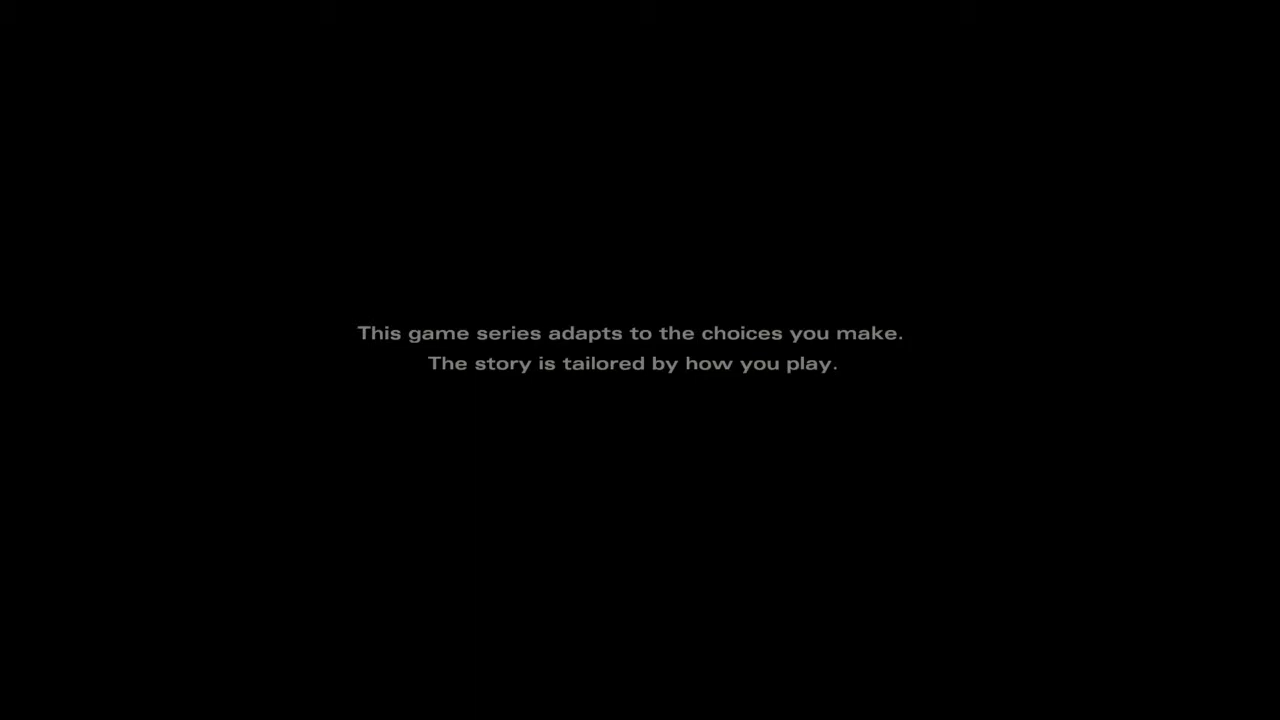 This game series adapts to the choices you make.
The story is tailored by how you play.